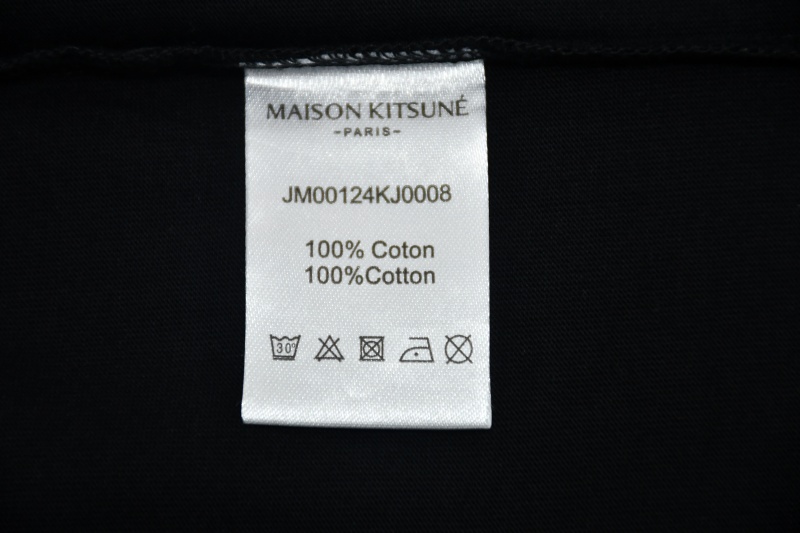 MAISON KITSUNÉ
-PARIS-
JM00124KJ0008
100% Coton
100%Cotton
30°